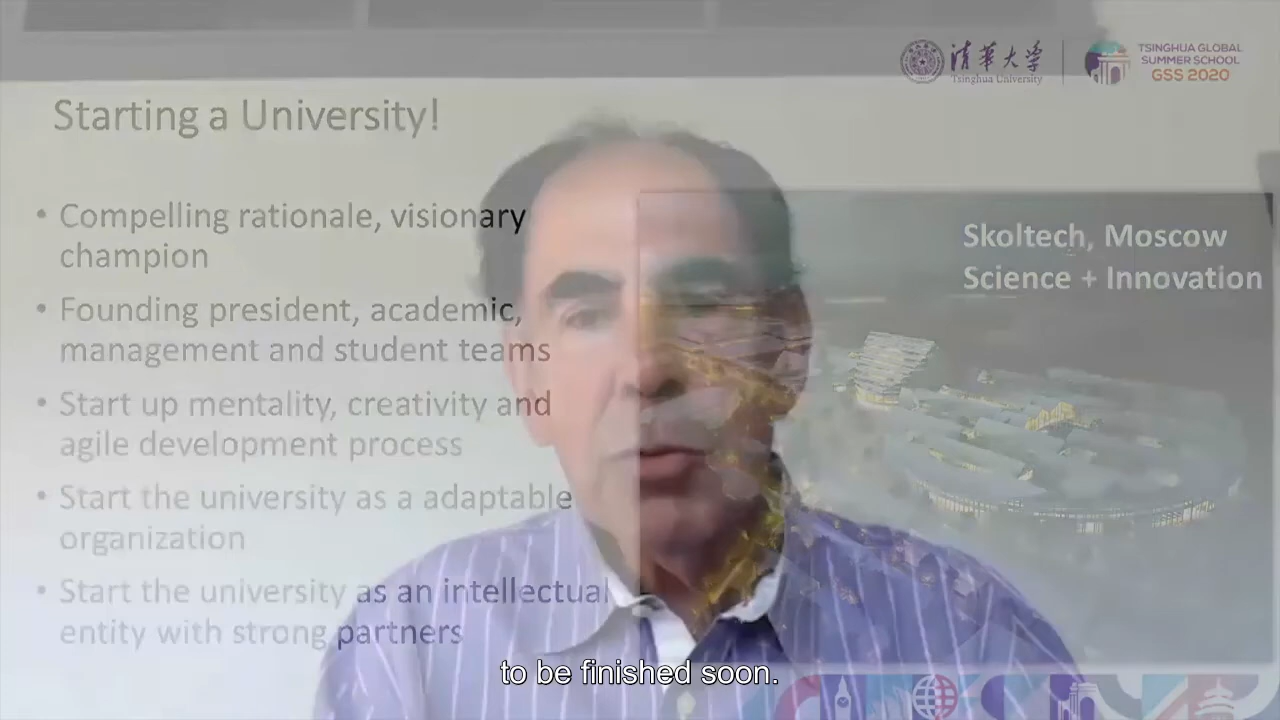 清华大学
Tsinghua University
TSINGHUA GLOBAL
SUMMER SCHOOL
GSS 2020
Starting a University!
• Compelling rationale, visionary
champion
• Founding president, academic,
management and student teams
• Start up mentality, creativity and
agile development process
• Start the university as a adaptable
organization
• Start the university as an intellectual
entity with strong partners
Skoltech, Moscow
Science + Innovation
to be finished soon.